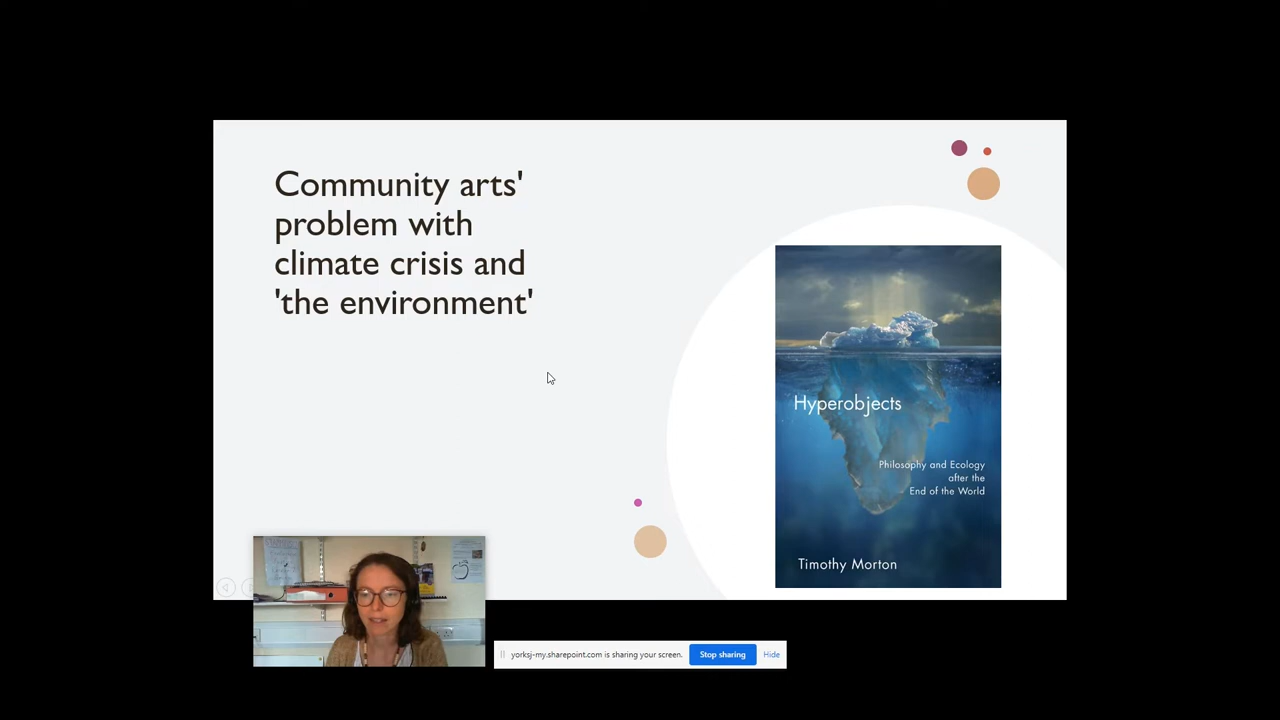 Community arts'
problem with
climate crisis and
'the environment'
Hyperobjects
Philosophy and Ecology
after the
End of the World
Timothy Morton
yorksj-my.sharepoint.com is sharing your screen.
Stop sharing
Hide